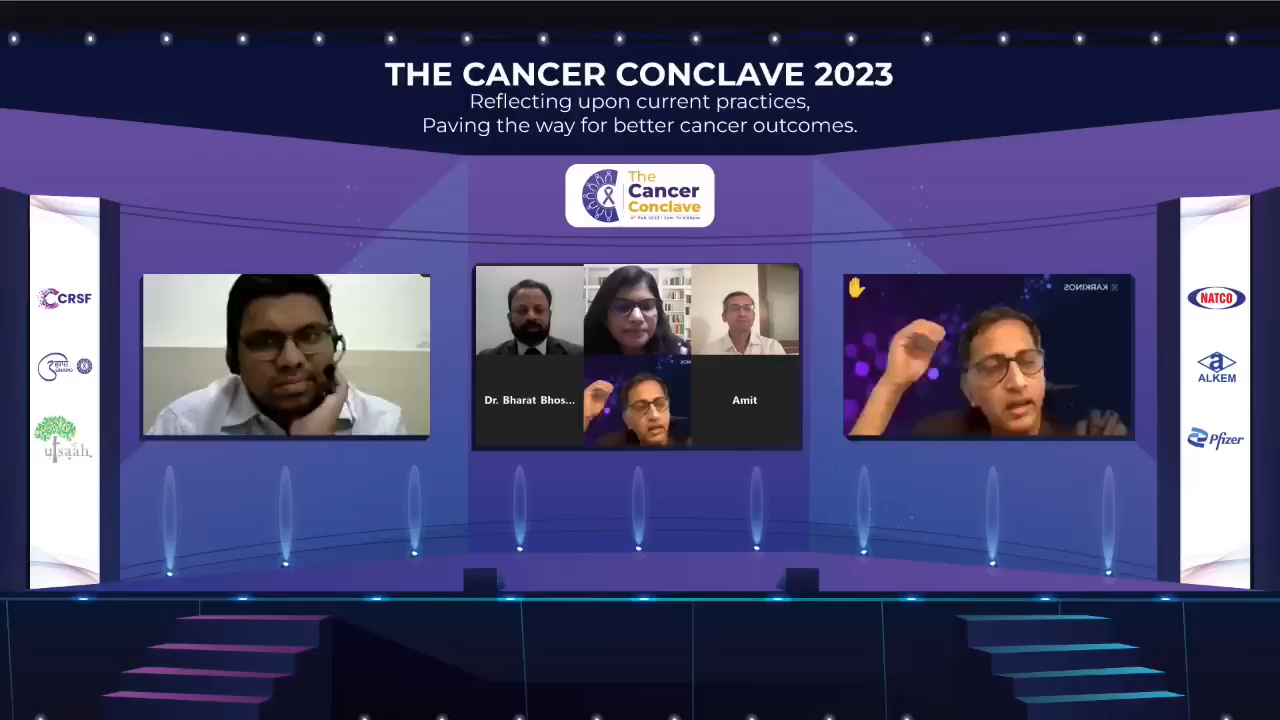 THE CANCER CONCLAVE 2023
Reflecting upon current practices,
Paving the way for better cancer outcomes.
The
Cancer
Conclave
KARKINOS
CRSF
utsaah
Dr. Bharat Bhos...
Amit
NATCO
ALKEM
Pfizer